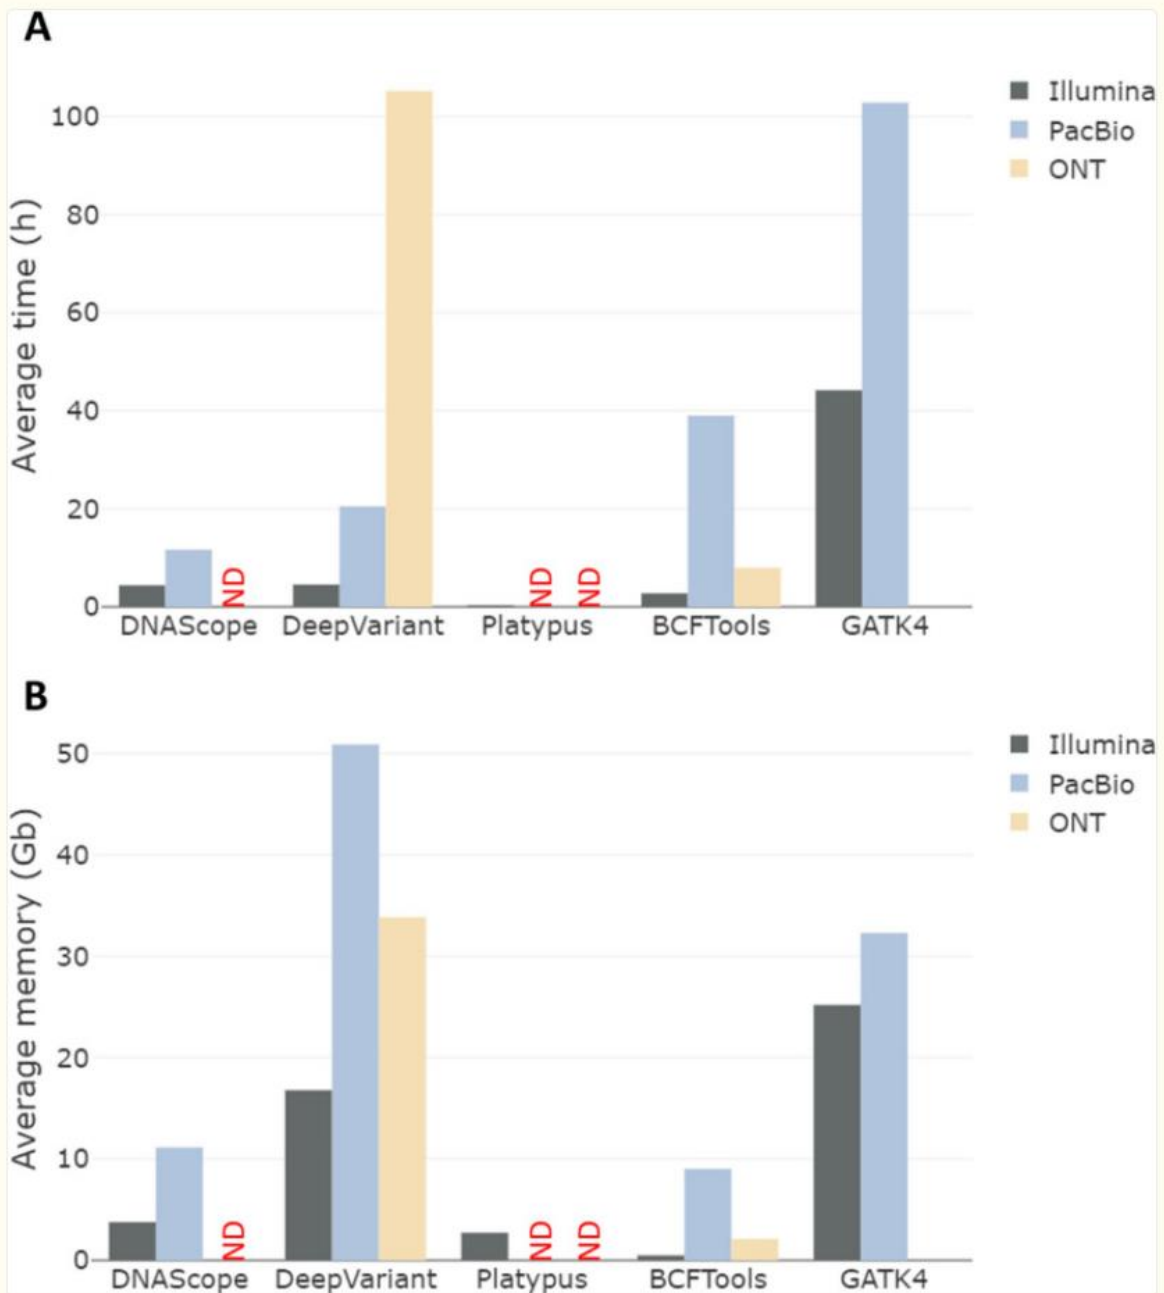 A
Average time (h)
100
80
60
40
20
0
ND
ND
ND
DNAScope
DeepVariant
Platypus
BCFTools
GATK4
Illumina
PacBio
ONT
B
Average memory (Gb)
50
40
30
20
10
0
ND
ND
ND
DNAScope
DeepVariant
Platypus
BCFTools
GATK4
Illumina
PacBio
ONT